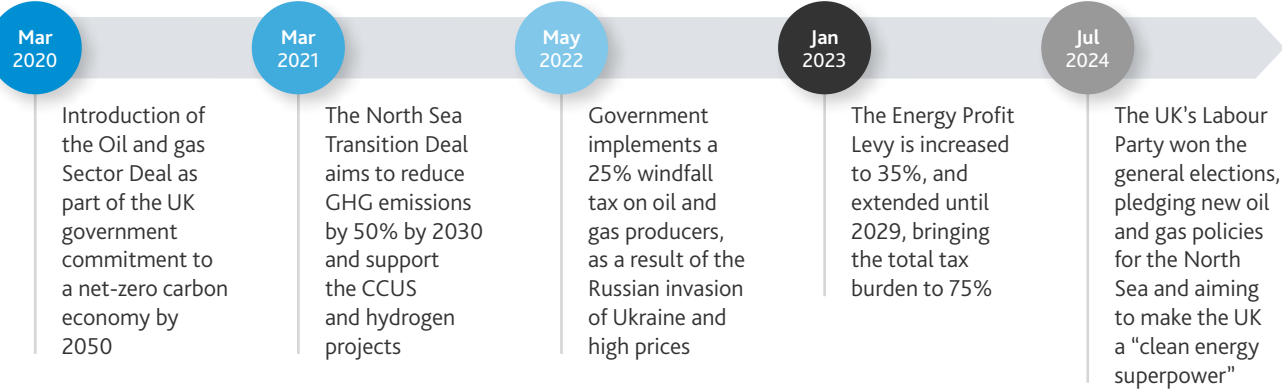 Mar
2020
Introduction of
the Oil and gas
Sector Deal as
part of the UK
government
commitment to
a net-zero carbon
economy by
2050
Mar
2021
The North Sea
Transition Deal
aims to reduce
GHG emissions
by 50% by 2030
and support
the CCUS
and hydrogen
projects
May
2022
Government
implements a
25% windfall
tax on oil and
gas producers,
as a result of the
Russian invasion
of Ukraine and
high prices
Jan
2023
The Energy Profit
Levy is increased
to 35%, and
extended until
2029, bringing
the total tax
burden to 75%
Jul
2024
The UK’s Labour
Party won the
general elections,
pledging new oil
and gas policies
for the North
Sea and aiming
to make the UK
a “clean energy
superpower”